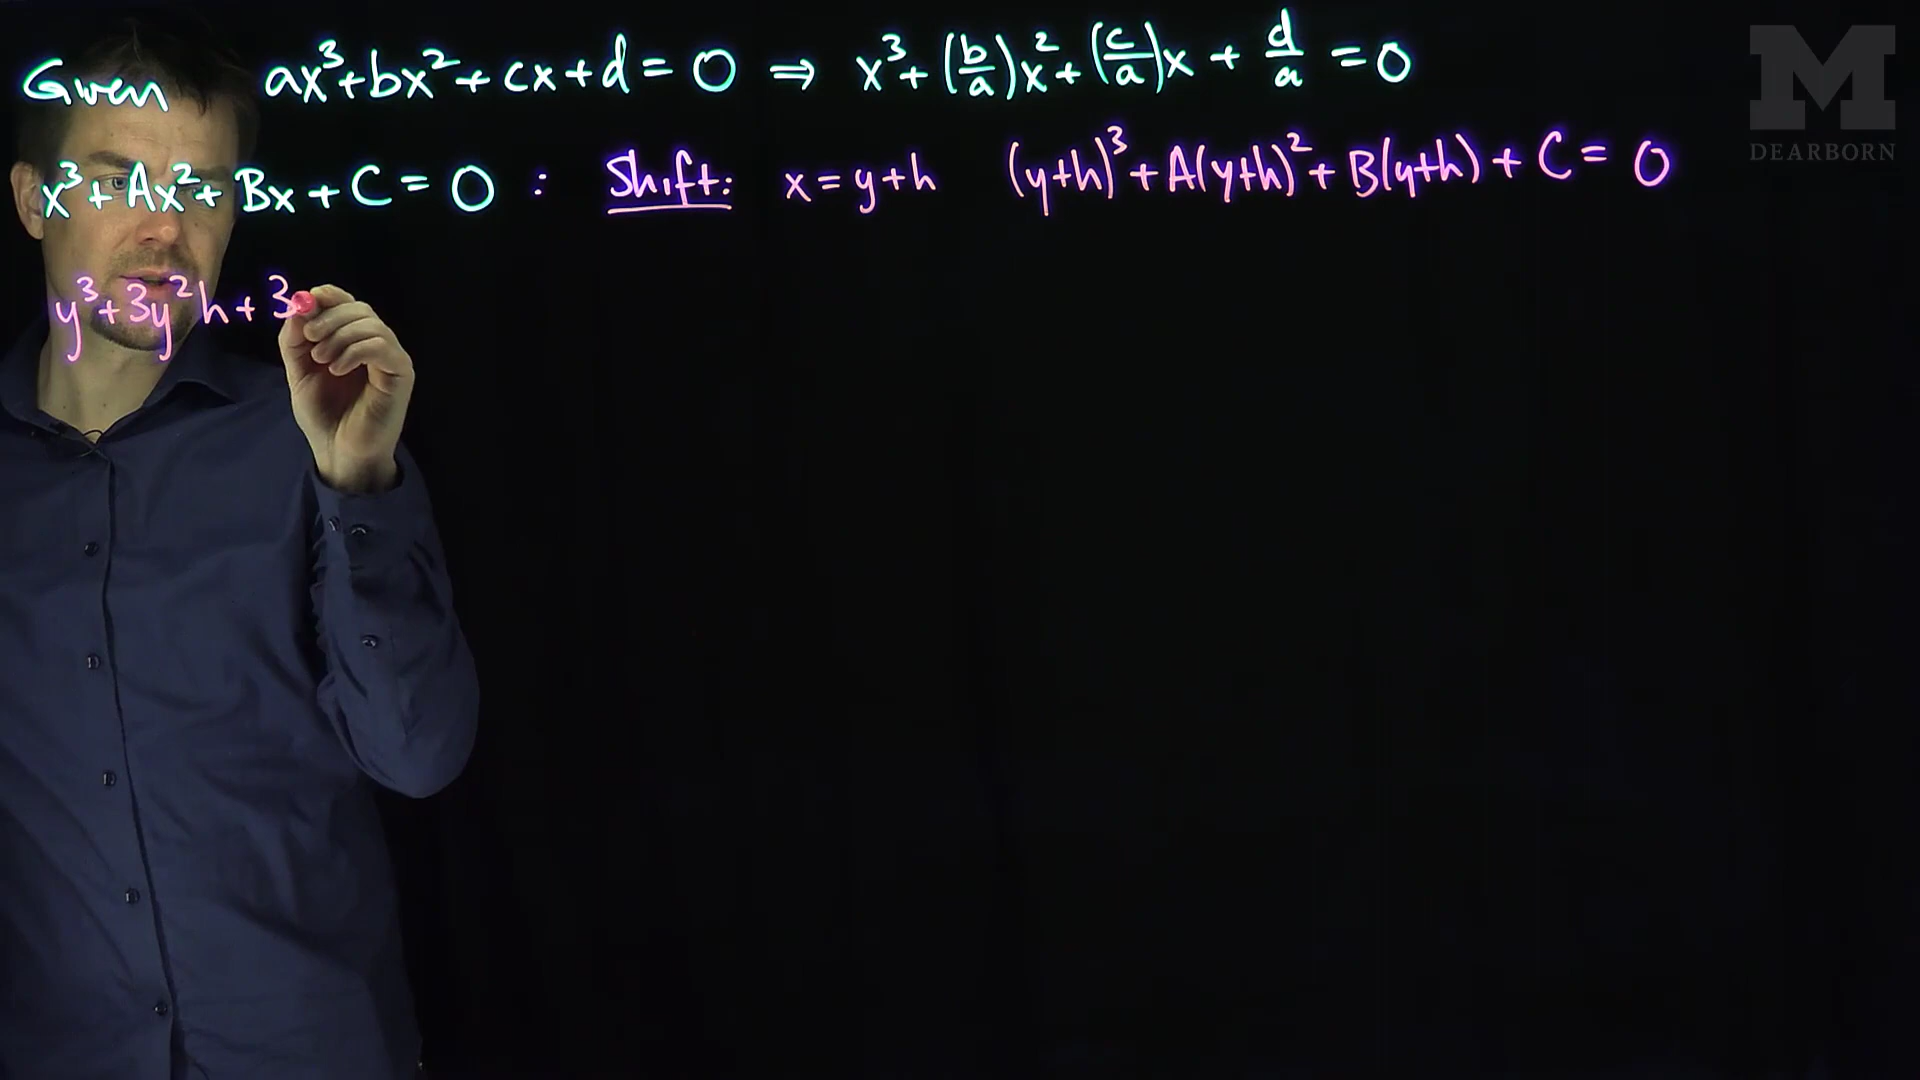 Given ax³+bx²+cx+d=0 ⇒ x³+(b/a)x²+(c/a)x+d/a=0
x³+Ax²+Bx+C=0 : Shift: x=y+h (y+h)³+A(y+h)²+B(y+h)+C=0
y³+3y²h+3
M
DEARBORN